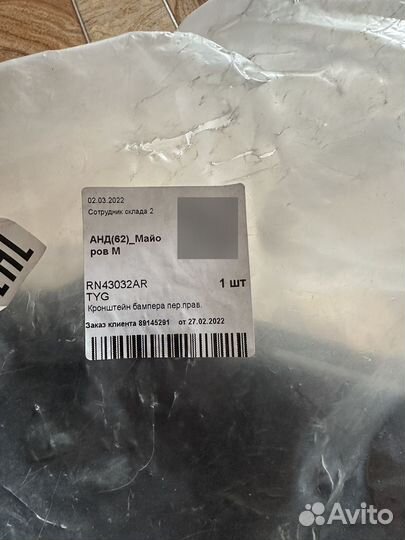 02.03.2022
Сотрудник склада 2
АНД(62)_Майо
ров М
RN43032AR 1 шт
TYG
Кронштейн бампера пер.прав.
Заказ клиента 89145291 от 27.02.2022
Avito